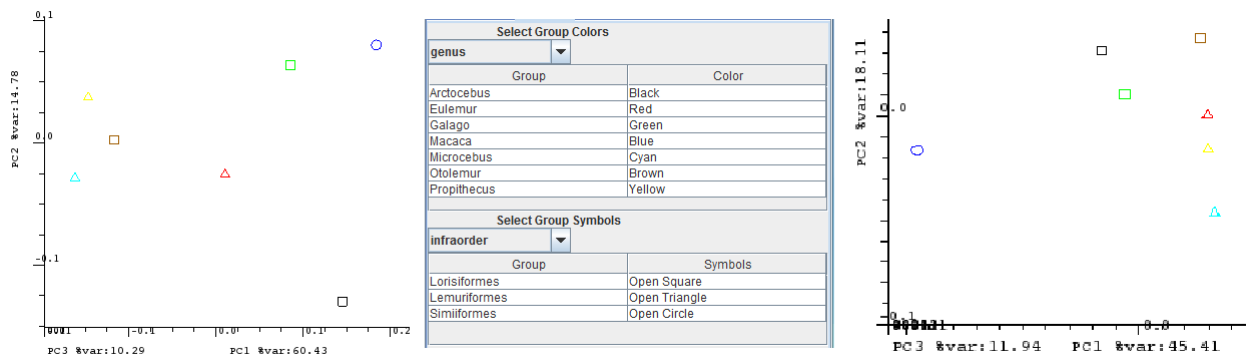 0.1
PC2 %var:14.78
0.0
-0.1
-0.1 0.0 0.1 0.2
PC3 %var:10.29 PC1 %var:60.43
Select Group Colors
genus
Group Color
Arctocebus Black
Eulemur Red
Galago Green
Macaca Blue
Microcebus Cyan
Otolemur Brown
Propithecus Yellow
Select Group Symbols
infraorder
Group Symbols
Lorisiformes Open Square
Lemuriformes Open Triangle
Simiiformes Open Circle
PC2 %var:18.11
0.0
0.0
PC3 %var:11.94 PC1 %var:45.41